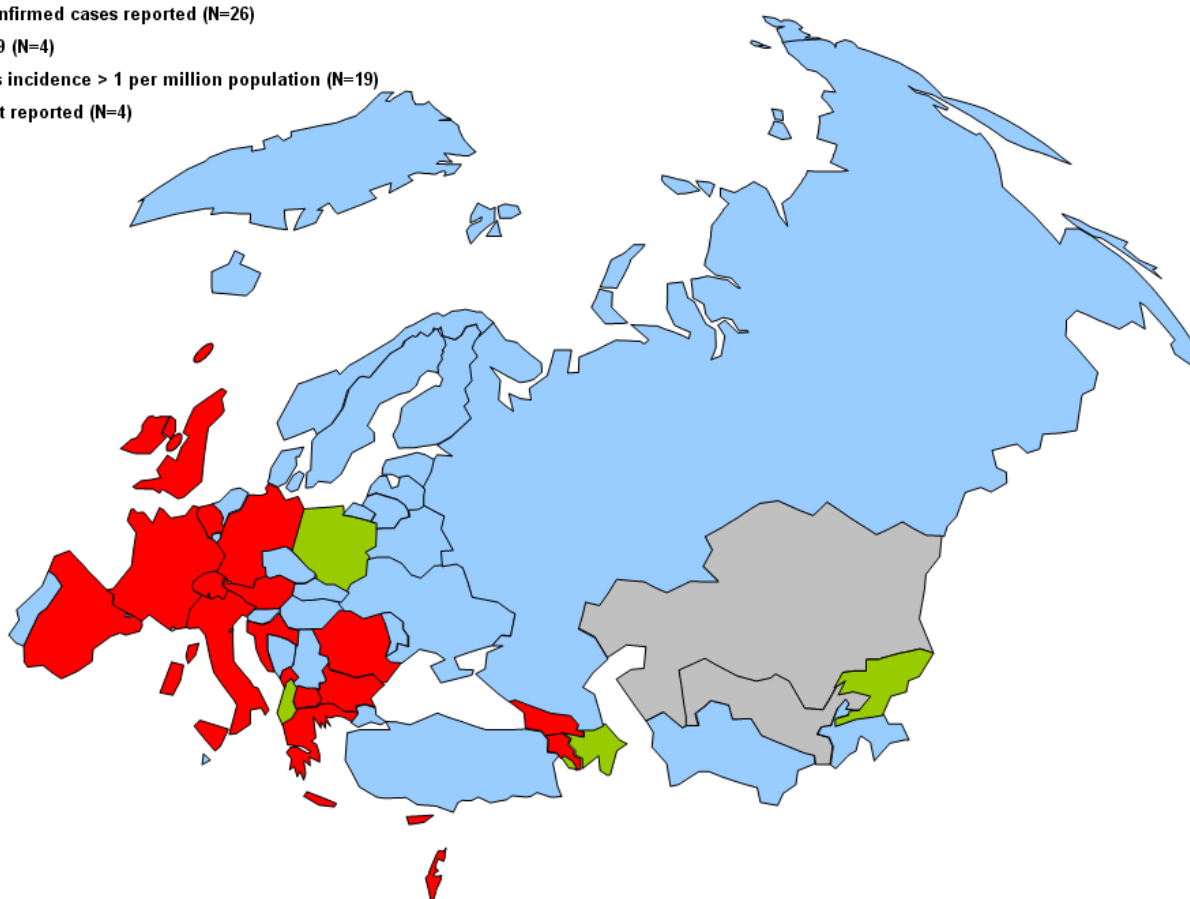 nfirmed cases reported (N=26)
9 (N=4)
s incidence > 1 per million population (N=19)
t reported (N=4)